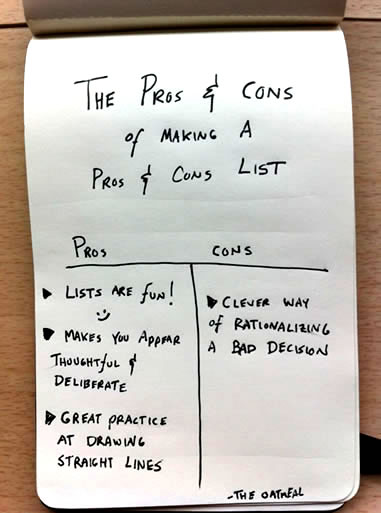 The Pros & Cons
of making a
Pros & Cons List
Pros
Cons
Lists are fun!
Makes you appear
thoughtful &
deliberate
Great practice
at drawing
straight lines
Clever way
of rationalizing
a bad decision
-The Oatmeal